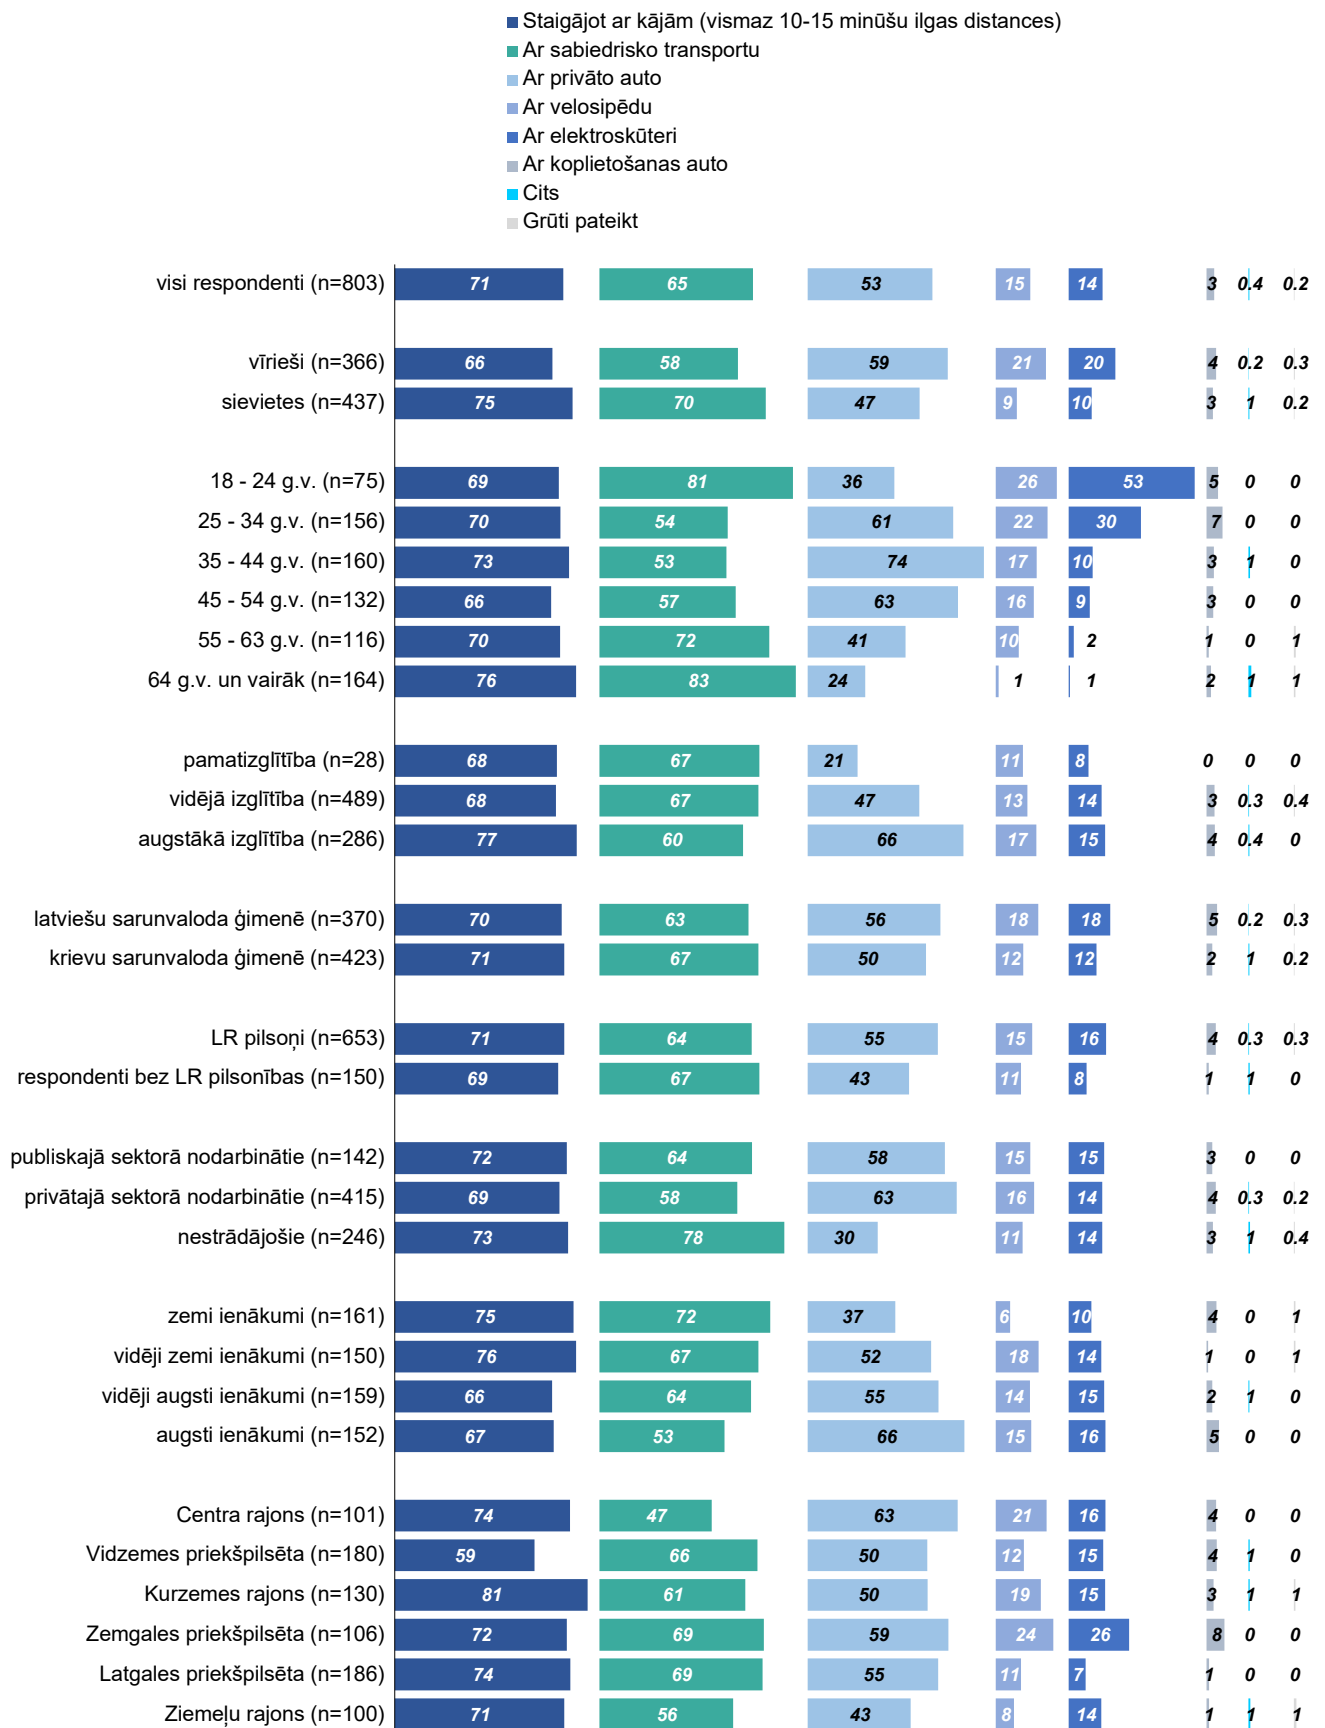 Staigājot ar kājām (vismaz 10-15 minūšu ilgas distances)
Ar sabiedrisko transportu
Ar privāto auto
Ar velosipēdu
Ar elektroskūteri
Ar koplietošanas auto
Cits
Grūti pateikt
visi respondenti (n=803) 71 65 53 15 14 3 0.4 0.2
vīrieši (n=366) 66 58 59 21 20 4 0.2 0.3
sievietes (n=437) 75 70 47 9 10 3 1 0.2
18 - 24 g.v. (n=75) 69 81 36 26 53 5 0 0
25 - 34 g.v. (n=156) 70 54 61 22 30 7 0 0
35 - 44 g.v. (n=160) 73 53 74 17 10 3 1 0
45 - 54 g.v. (n=132) 66 57 63 16 9 3 0 0
55 - 63 g.v. (n=116) 70 72 41 10 2 1 0 1
64 g.v. un vairāk (n=164) 76 83 24 1 1 2 1 1
pamatizglītība (n=28) 68 67 21 11 8 0 0 0
vidējā izglītība (n=489) 68 67 47 13 14 3 0.3 0.4
augstākā izglītība (n=286) 77 60 66 17 15 4 0.4 0
latviešu sarunvaloda ģimenē (n=370) 70 63 56 18 18 5 0.2 0.3
krievu sarunvaloda ģimenē (n=423) 71 67 50 12 12 2 1 0.2
LR pilsoņi (n=653) 71 64 55 15 16 4 0.3 0.3
respondenti bez LR pilsonības (n=150) 69 67 43 11 8 1 1 0
publiskajā sektorā nodarbinātie (n=142) 72 64 58 15 15 3 0 0
privātajā sektorā nodarbinātie (n=415) 69 58 63 16 14 4 0.3 0.2
nestrādājošie (n=246) 73 78 30 11 14 3 1 0.4
zemi ienākumi (n=161) 75 72 37 6 10 4 0 1
vidēji zemi ienākumi (n=150) 76 67 52 18 14 1 0 1
vidēji augsti ienākumi (n=159) 66 64 55 14 15 2 1 0
augsti ienākumi (n=152) 67 53 66 15 16 5 0 0
Centra rajons (n=101) 74 47 63 21 16 4 0 0
Vidzemes priekšpilsēta (n=180) 59 66 50 12 15 4 1 0
Kurzemes rajons (n=130) 81 61 50 19 15 3 1 1
Zemgales priekšpilsēta (n=106) 72 69 59 24 26 8 0 0
Latgales priekšpilsēta (n=186) 74 69 55 11 7 1 0 0
Ziemeļu rajons (n=100) 71 56 43 8 14 1 1 1